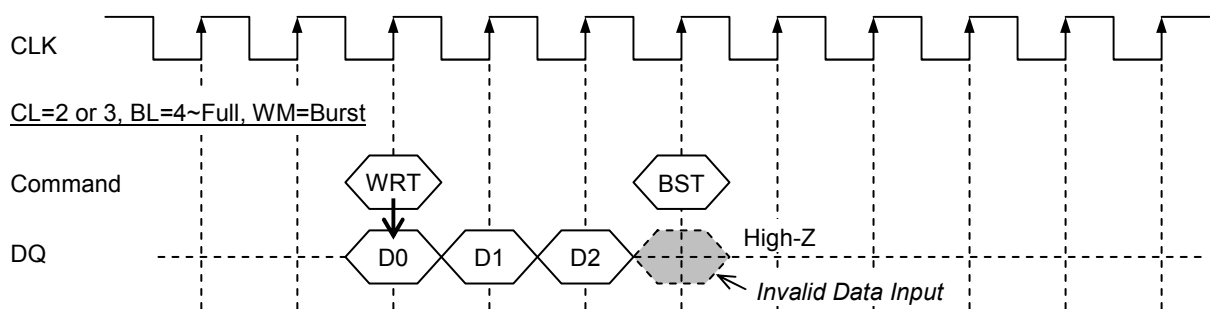 CLK
CL=2 or 3, BL=4~Full, WM=Burst
Command WRT BST
DQ D0 D1 D2 High-Z
Invalid Data Input